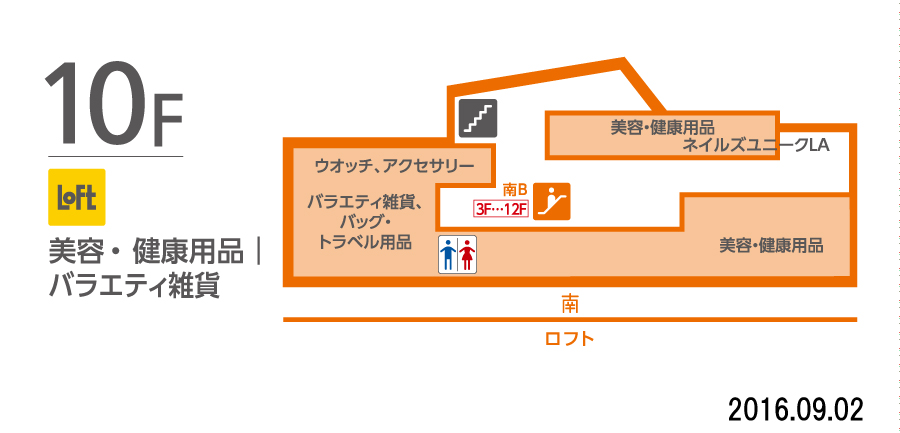 10F
LOFT
美容・健康用品｜
バラエティ雑貨
美容・健康用品
ネイルズユニークLA
ウオッチ、アクセサリー
南B
3F…12F
バラエティ雑貨、
バッグ・
トラベル用品
美容・健康用品
南
ロフト
2016.09.02